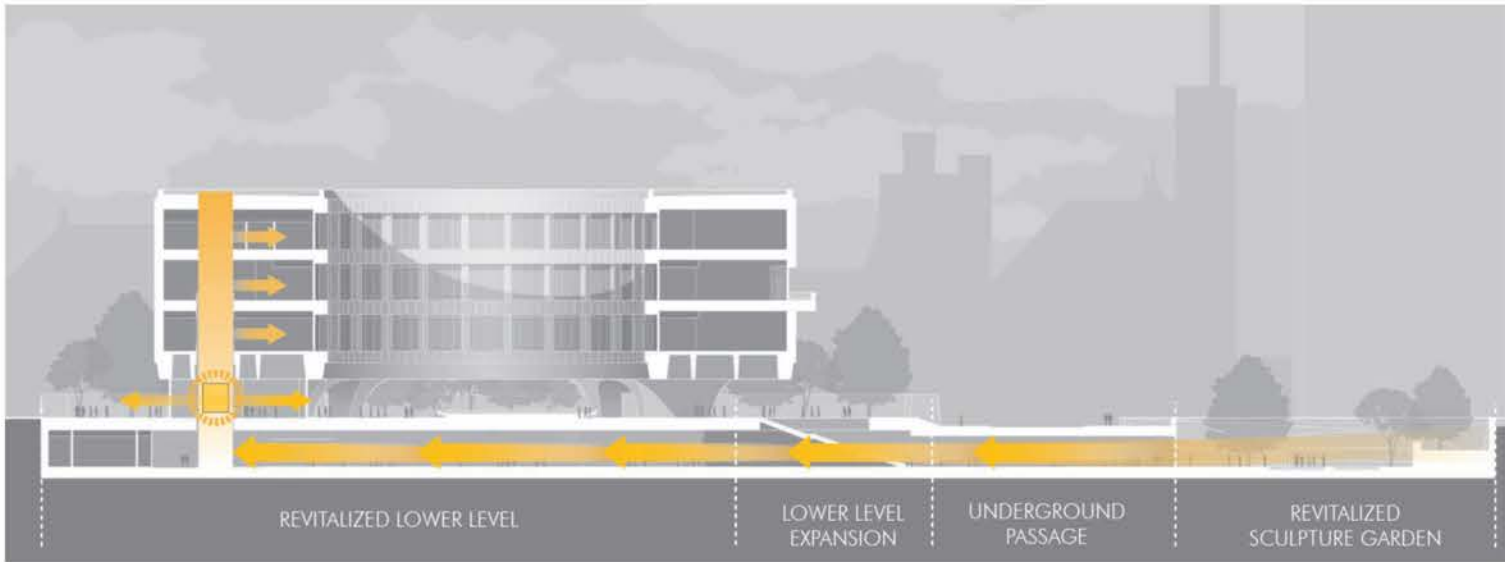 REVITALIZED LOWER LEVEL
LOWER LEVEL
EXPANSION
UNDERGROUND
PASSAGE
REVITALIZED
SCULPTURE GARDEN